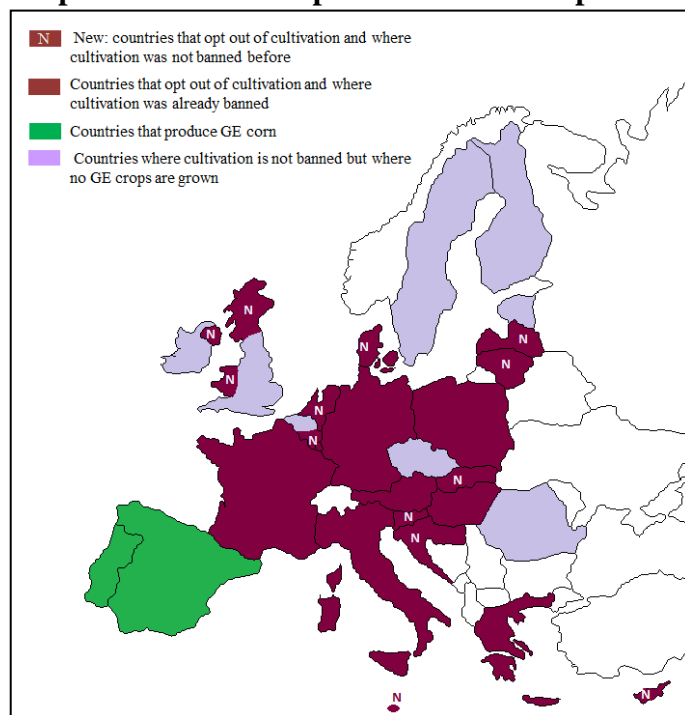 N New: countries that opt out of cultivation and where
cultivation was not banned before
Countries that opt out of cultivation and where
cultivation was already banned
Countries that produce GE corn
Countries where cultivation is not banned but where
no GE crops are grown
N
N
N
N
N
N
N
N
N
N
N
N
N